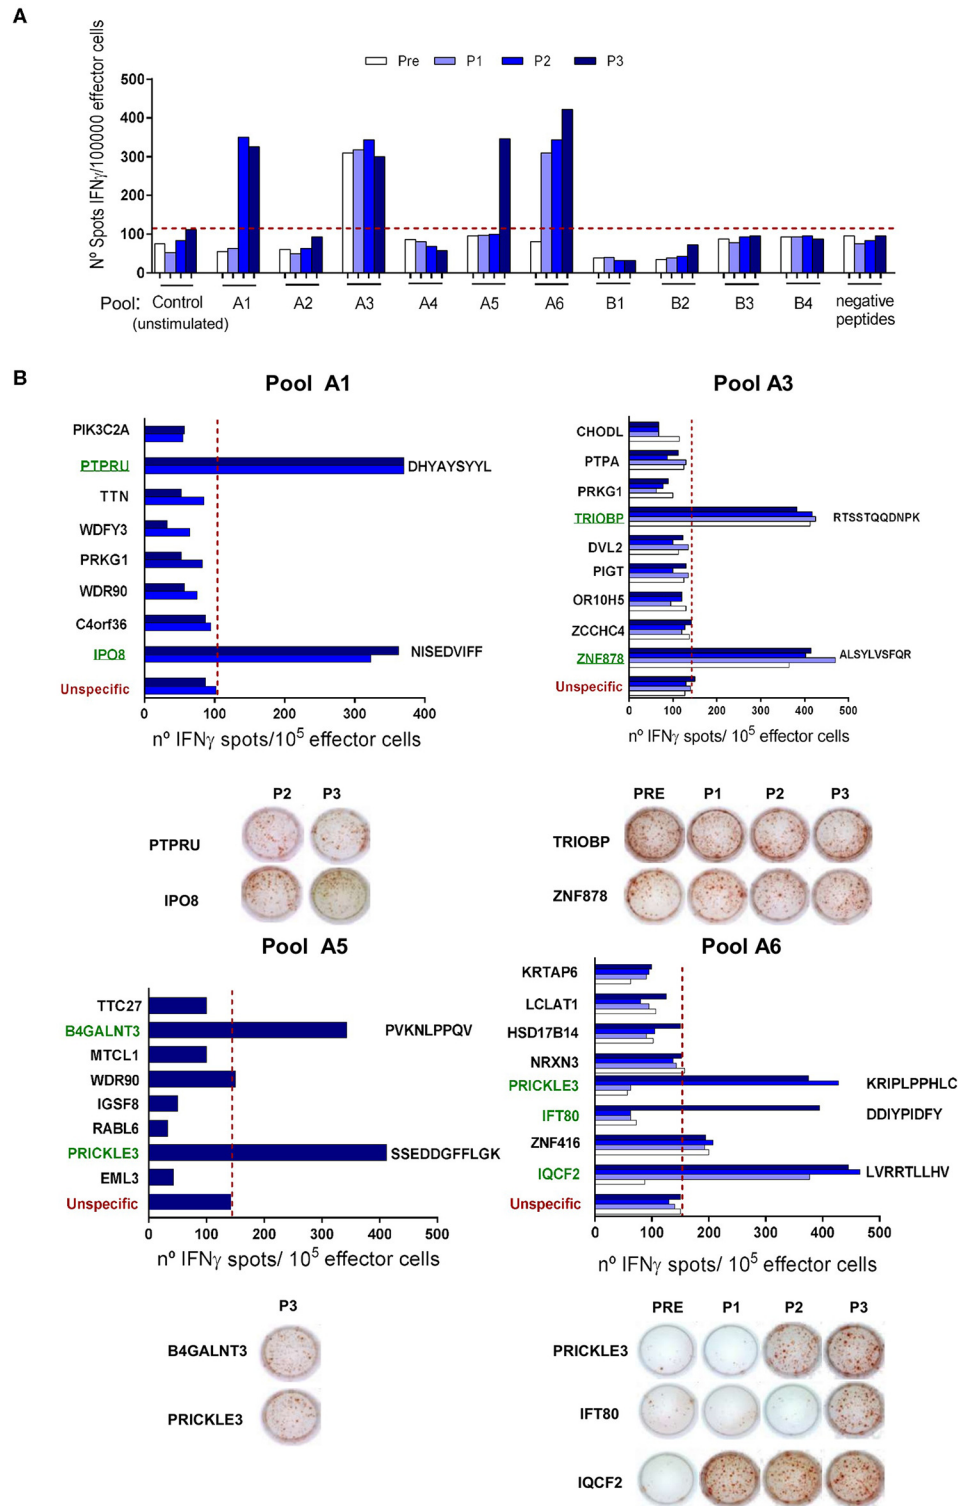 A
Pre P1 P2 P3
Nº Spots IFNγ/100000 effector cells
500
400
300
200
100
0
Pool: Control A1 A2 A3 A4 A5 A6 B1 B2 B3 B4 negative
(unstimulated) peptides
B
Pool A1
PIK3C2A
PTPRU DHYAYSYYL
TTN
WDFY3
PRKG1
WDR90
C4orf36
IPO8 NISEDVIFF
Unspecific
0 100 200 300 400
nº IFNγ spots/10⁵ effector cells
Pool A3
CHODL
PTPA
PRKG1
TRIOBP RTSSTQQDNPK
DVL2
PIGT
OR10H5
ZCCHC4
ZNF878 ALSYLVSFQR
Unspecific
0 100 200 300 400 500
nº IFNγ spots/ 10⁵ effector cells
P2 P3
PTPRU
IPO8
PRE P1 P2 P3
TRIOBP
ZNF878
Pool A5
TTC27
B4GALNT3 PVKNLPPQV
MTCL1
WDR90
IGSF8
RABL6
PRICKLE3 SSEDDGFFLGK
EML3
Unspecific
0 100 200 300 400 500
nº IFNγ spots/ 10⁵ effector cells
Pool A6
KRTAP6
LCLAT1
HSD17B14
NRXN3
PRICKLE3 KRIPLPPHLC
IFT80 DDIYPIDFY
ZNF416
IQCF2 LVRRTLLHV
Unspecific
0 100 200 300 400 500
nº IFNγ spots/ 10⁵ effector cells
P3
B4GALNT3
PRICKLE3
PRE P1 P2 P3
PRICKLE3
IFT80
IQCF2